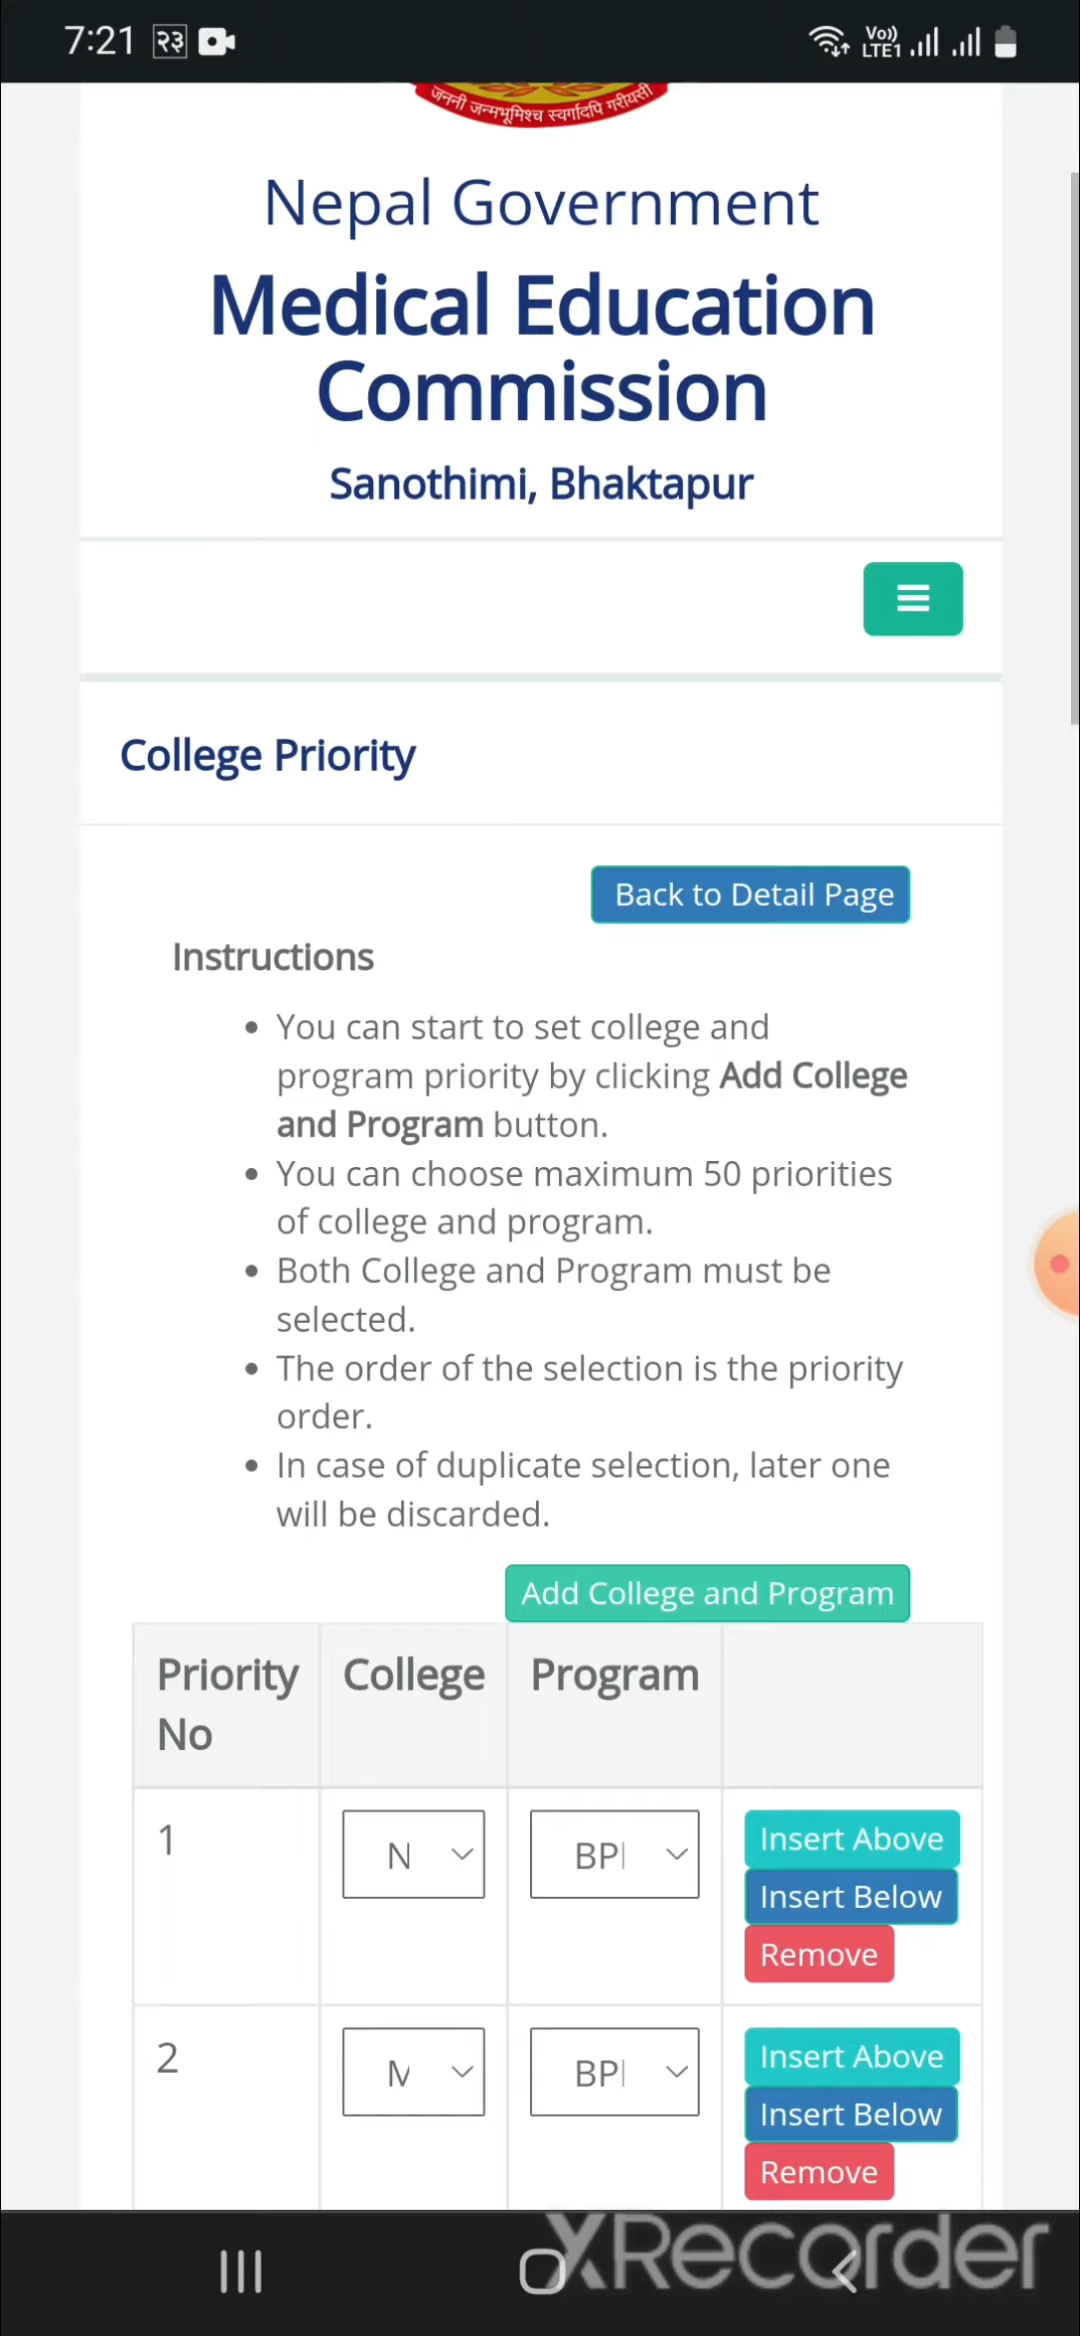 7:21 २३ Vo)) LTE1
जननी जन्मभूमिश्च स्वर्गादपि गरीयसी
Nepal Government
Medical Education
Commission
Sanothimi, Bhaktapur
College Priority
Back to Detail Page
Instructions
• You can start to set college and
program priority by clicking Add College
and Program button.
• You can choose maximum 50 priorities
of college and program.
• Both College and Program must be
selected.
• The order of the selection is the priority
order.
• In case of duplicate selection, later one
will be discarded.
Add College and Program
Priority No College Program
1 N BP
Insert Above
Insert Below
Remove
2 M BP
Insert Above
Insert Below
Remove
XRecorder